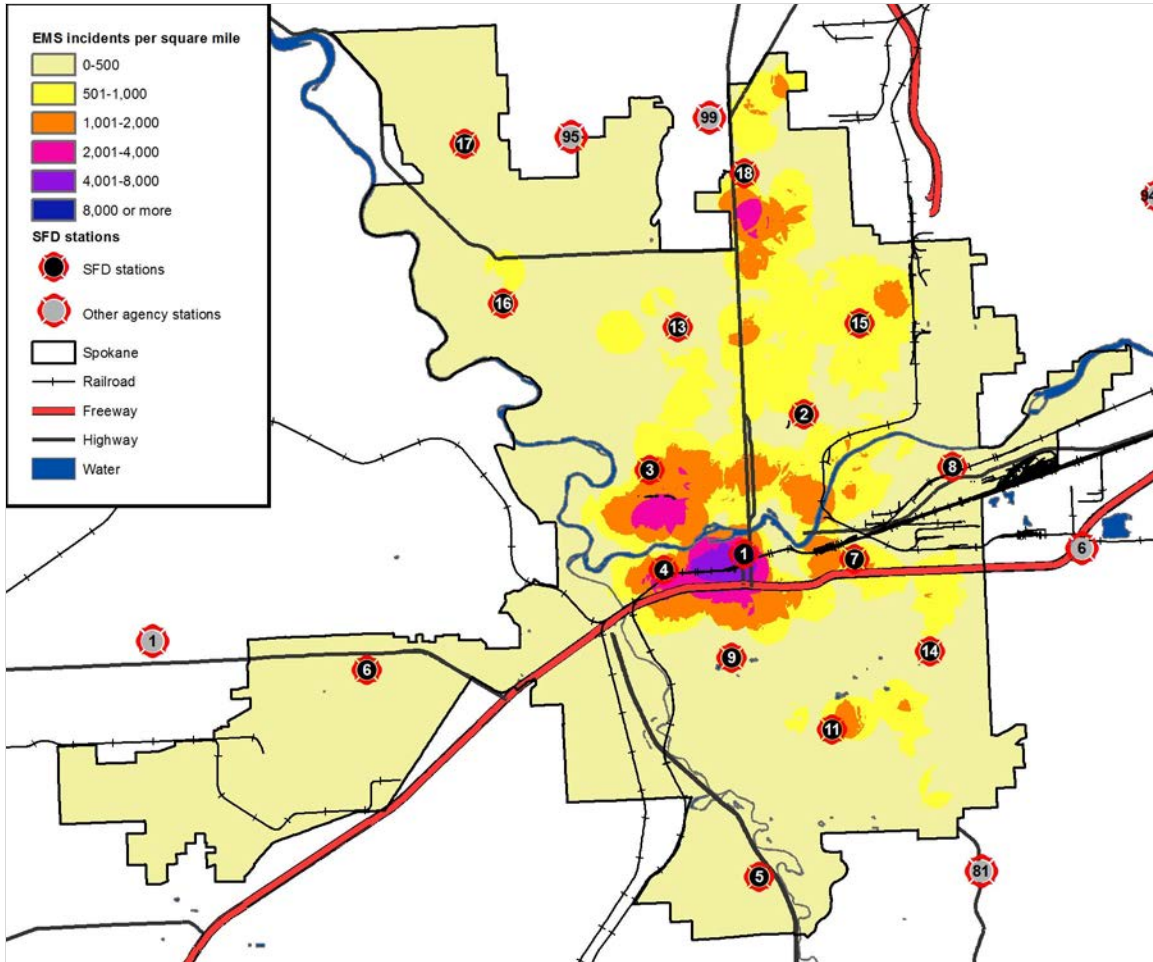 EMS incidents per square mile
0-500
501-1,000
1,001-2,000
2,001-4,000
4,001-8,000
8,000 or more
SFD stations
SFD stations
Other agency stations
Spokane
Railroad
Freeway
Highway
Water
99
95
17
18
94
16
13
15
2
3
8
1
4
7
6
1
6
9
14
11
5
81